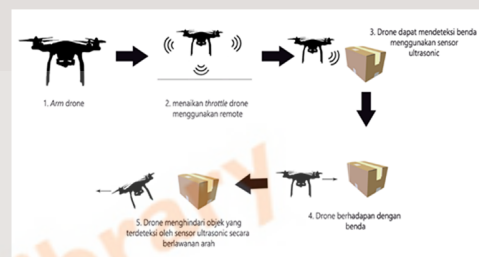 1. Arm drone
2. menaikan throttle drone
menggunakan remote
3. Drone dapat mendeteksi benda
menggunakan sensor
ultrasonic
4. Drone berhadapan dengan
benda
5. Drone menghindari objek yang
terdeteksi oleh sensor ultrasonic secara
berlawanan arah